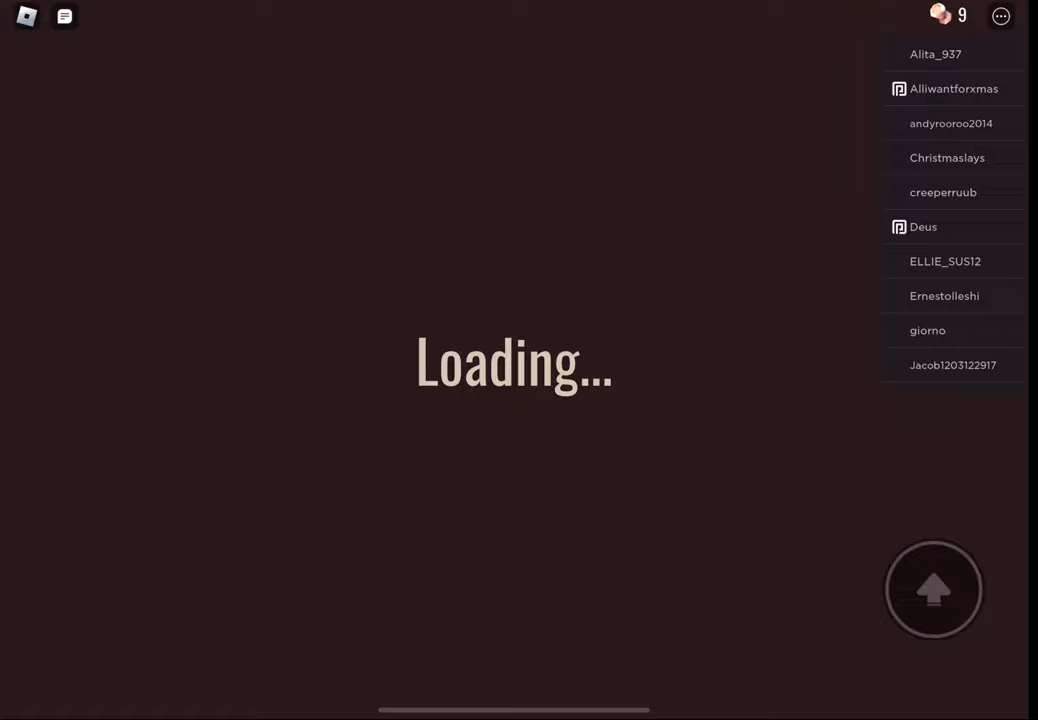 9
Alita_937
Alliwantforxmas
andyrooroo2014
Christmaslays
creeperruub
Deus
ELLIE_SUS12
Ernestolleshi
giorno
Jacob1203122917
Loading...